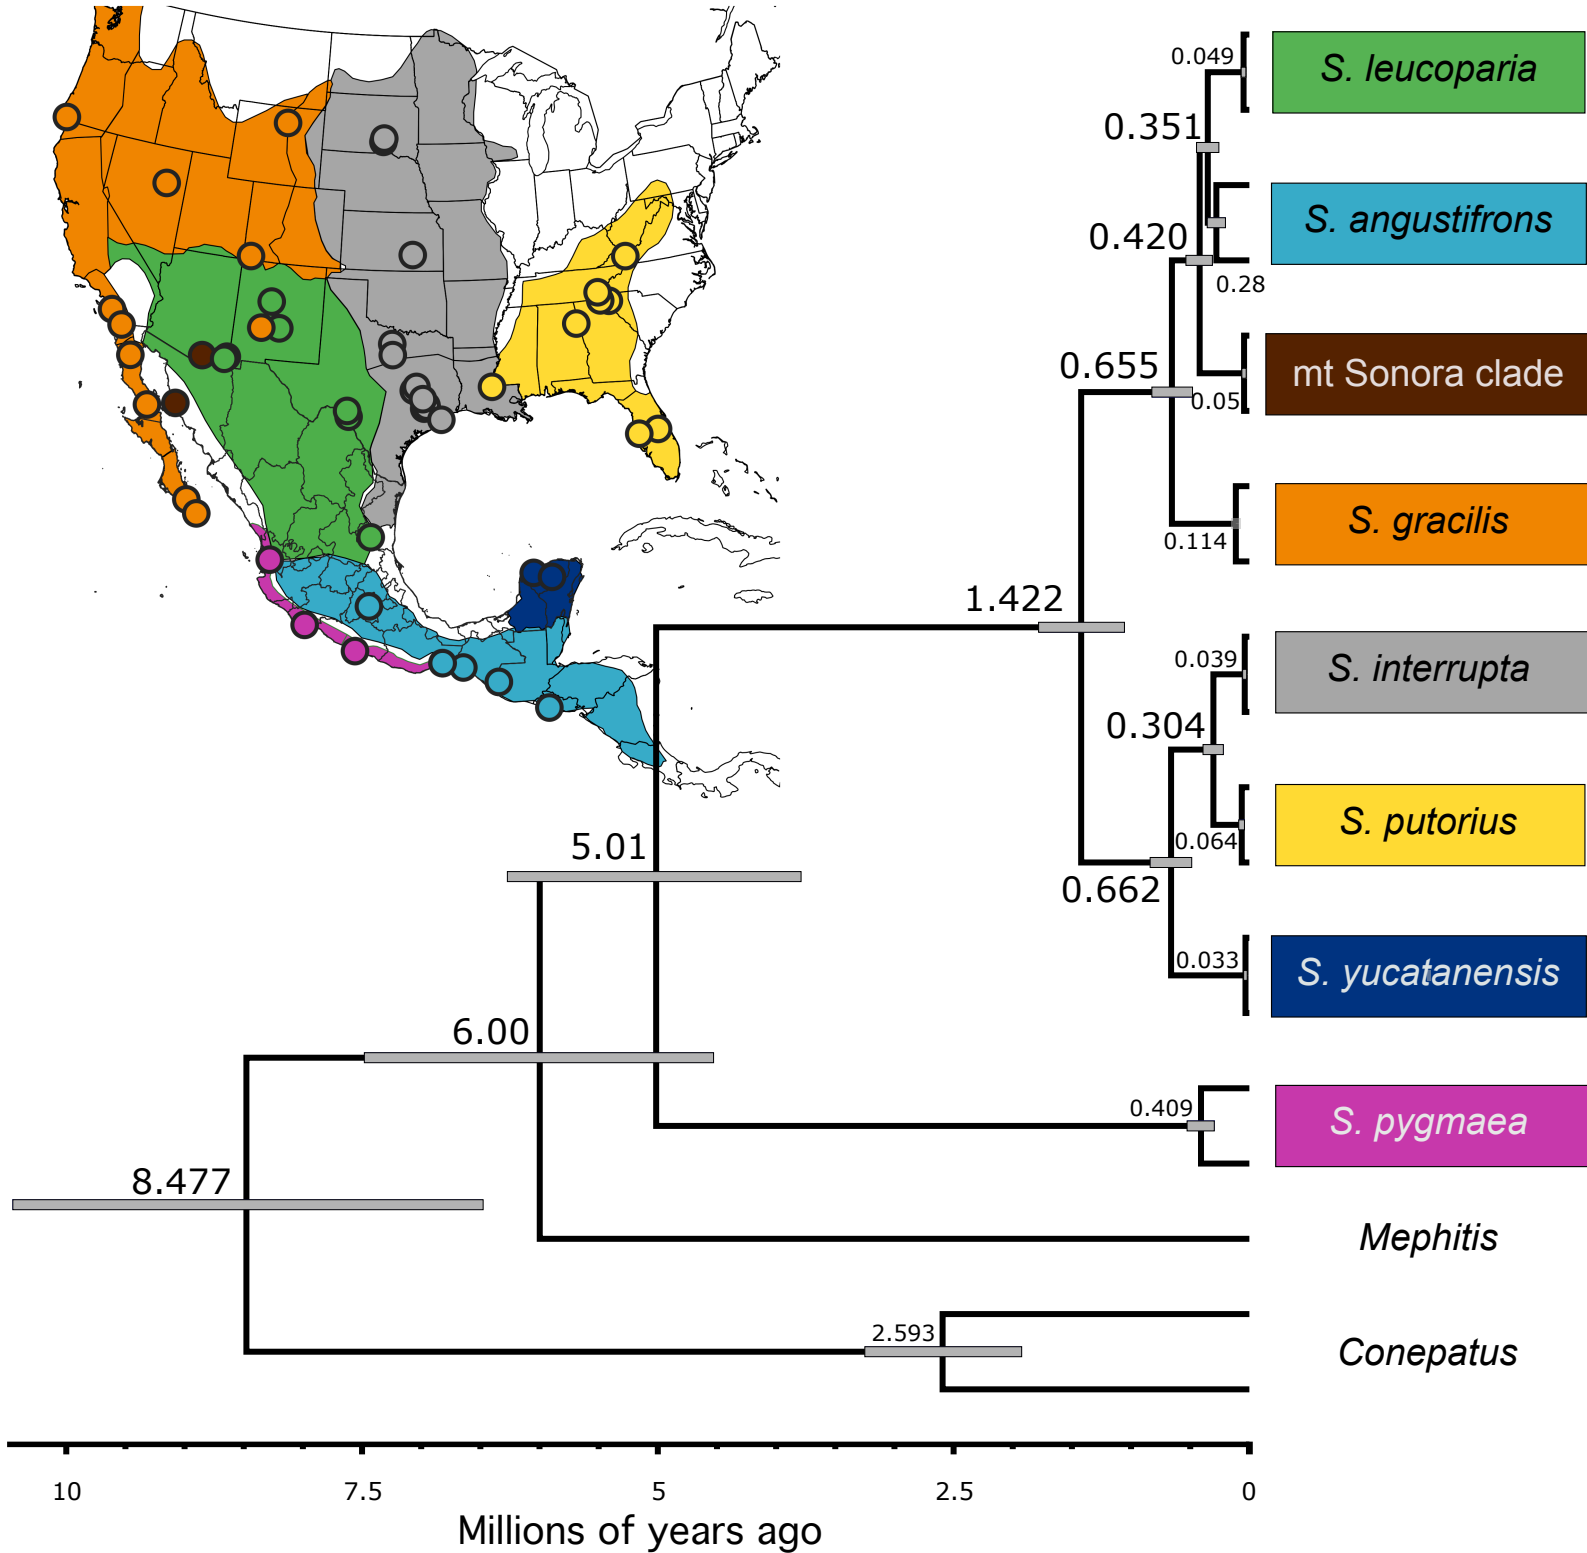 0.049
S. leucoparia
0.351
S. angustifrons
0.420
0.28
0.655
mt Sonora clade
0.05
S. gracilis
0.114
1.422
0.039
S. interrupta
0.304
S. putorius
0.064
5.01
0.662
0.033
S. yucatanensis
6.00
0.409
S. pygmaea
8.477
Mephitis
2.593
Conepatus
10 7.5 5 2.5 0
Millions of years ago